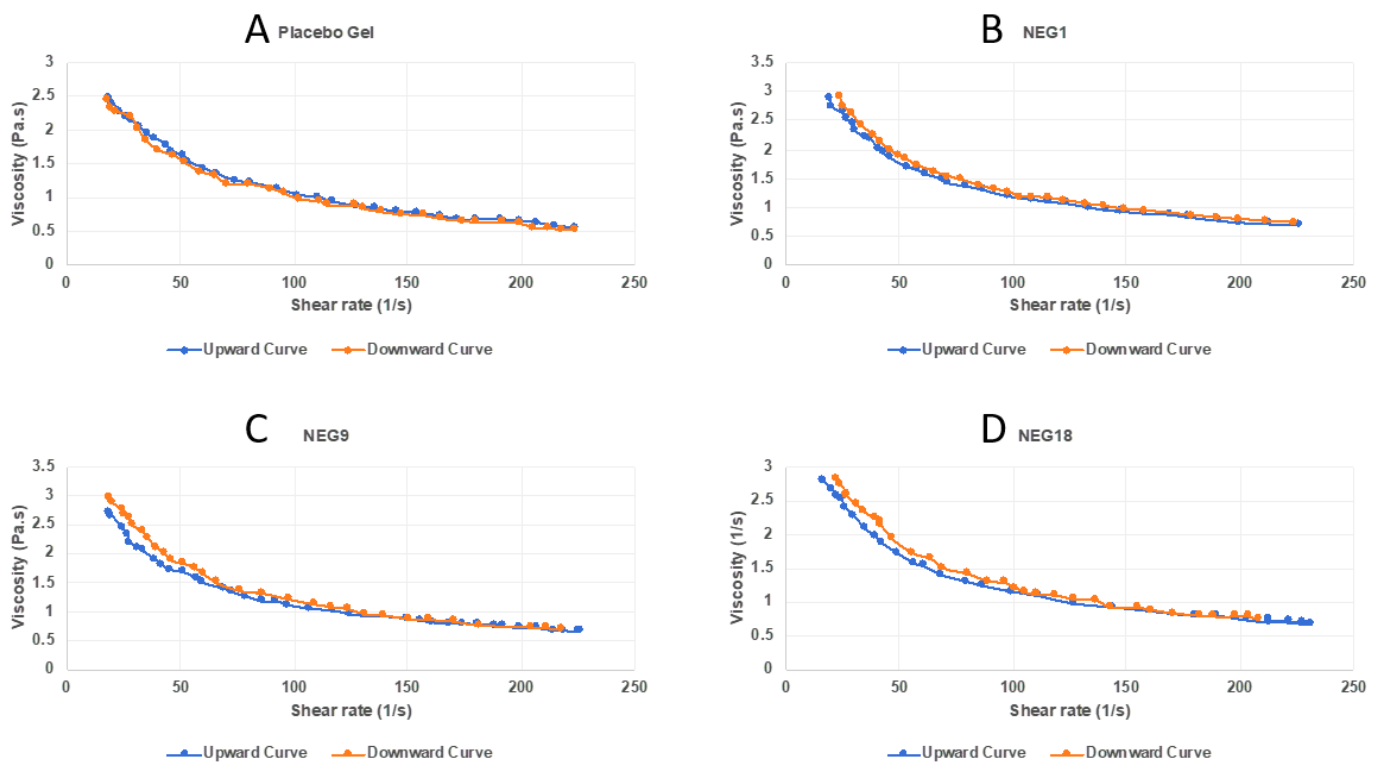 A Placebo Gel
3
2.5
2
1.5
1
0.5
0
Viscosity (Pa.s)
0 50 100 150 200 250
Shear rate (1/s)
Upward Curve Downward Curve
B NEG1
3.5
3
2.5
2
1.5
1
0.5
0
Viscosity (Pa.s)
0 50 100 150 200 250
Shear rate (1/s)
Upward Curve Downward Curve
C NEG9
3.5
3
2.5
2
1.5
1
0.5
0
Viscosity (Pa.s)
0 50 100 150 200 250
Shear rate (1/s)
Upward Curve Downward Curve
D NEG18
3
2.5
2
1.5
1
0.5
0
Viscosity (1/s)
0 50 100 150 200 250
Shear rate (1/s)
Upward Curve Downward Curve